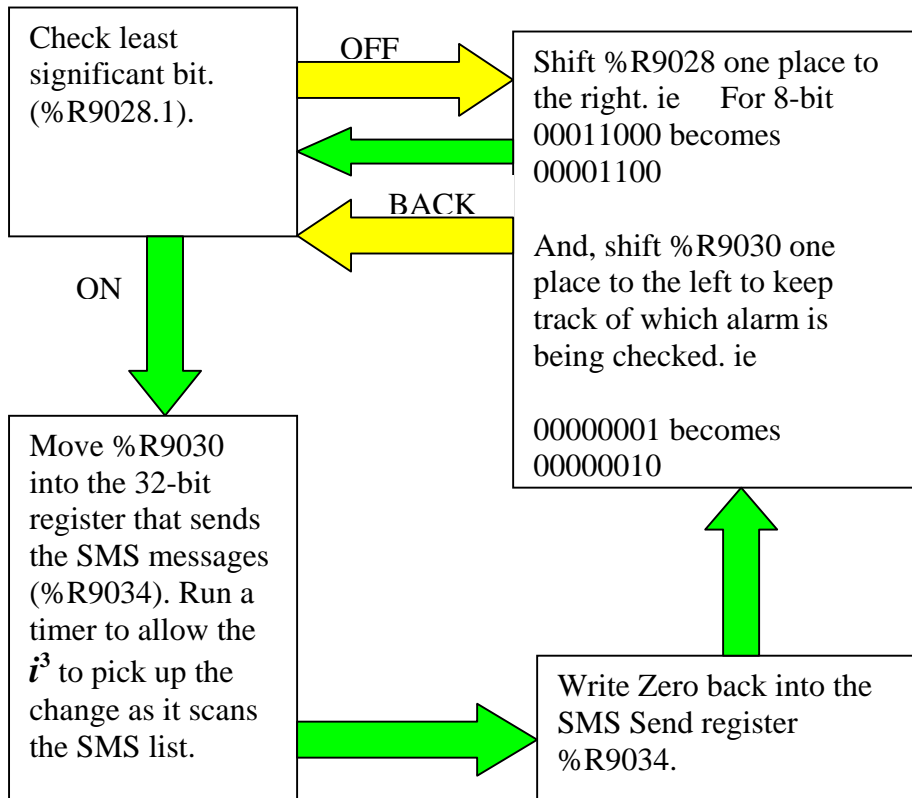 Check least
significant bit.
(%R9028.1).
OFF
BACK
ON
Shift %R9028 one place to
the right. ie For 8-bit
00011000 becomes
00001100
And, shift %R9030 one
place to the left to keep
track of which alarm is
being checked. ie
00000001 becomes
00000010
Move %R9030
into the 32-bit
register that sends
the SMS messages
(%R9034). Run a
timer to allow the
i³ to pick up the
change as it scans
the SMS list.
Write Zero back into the
SMS Send register
%R9034.